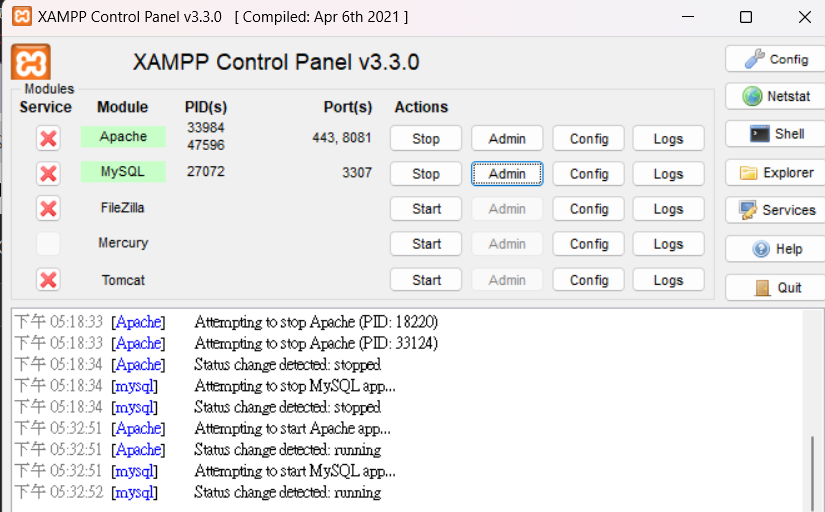 XAMPP Control Panel v3.3.0 [ Compiled: Apr 6th 2021 ]
XAMPP Control Panel v3.3.0
Config
Modules
Service Module PID(s) Port(s) Actions
Netstat
Apache 33984 47596 443, 8081 Stop Admin Config Logs
Shell
MySQL 27072 3307 Stop Admin Config Logs
Explorer
FileZilla Start Admin Config Logs
Services
Mercury Start Admin Config Logs
Help
Tomcat Start Admin Config Logs
Quit
下午 05:18:33 [Apache] Attempting to stop Apache (PID: 18220)
下午 05:18:33 [Apache] Attempting to stop Apache (PID: 33124)
下午 05:18:34 [Apache] Status change detected: stopped
下午 05:18:34 [mysql] Attempting to stop MySQL app...
下午 05:18:34 [mysql] Status change detected: stopped
下午 05:32:51 [Apache] Attempting to start Apache app...
下午 05:32:51 [Apache] Status change detected: running
下午 05:32:51 [mysql] Attempting to start MySQL app...
下午 05:32:52 [mysql] Status change detected: running